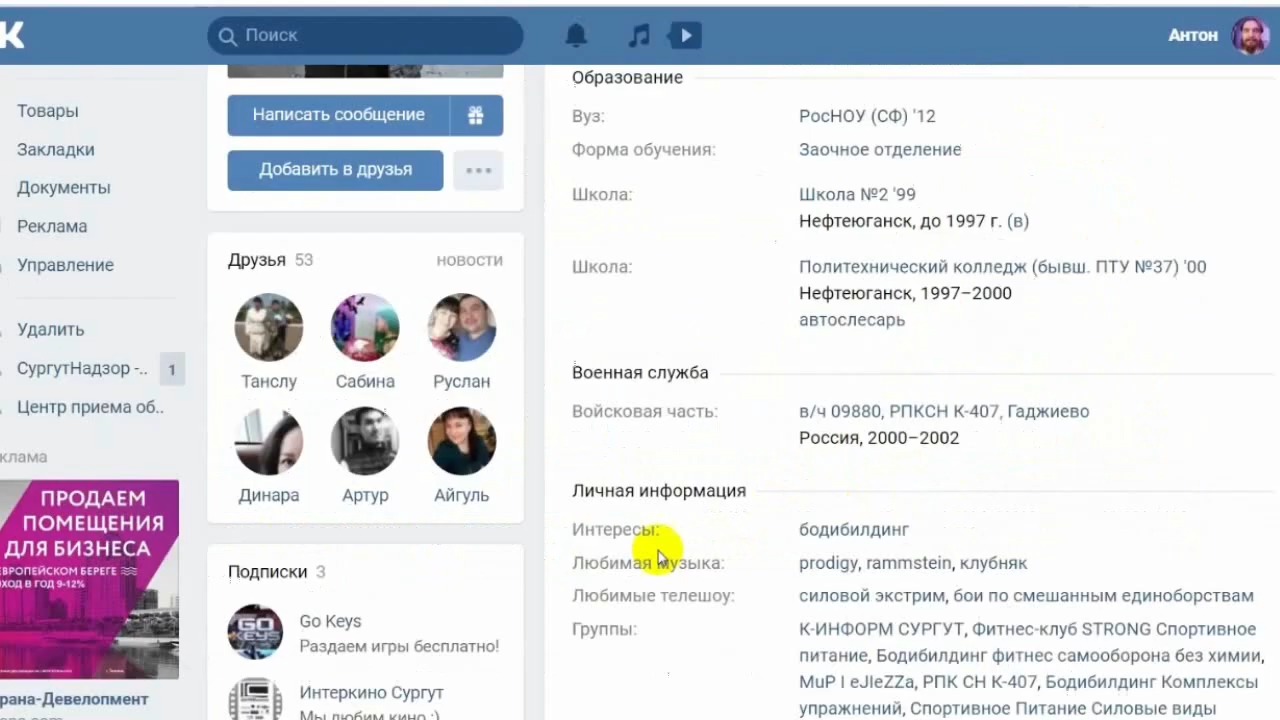 Поиск
Антон
Товары
Закладки
Документы
Реклама
Управление
Удалить
СургутНадзор -..
1
Центр приема об..
клама
ПРОДАЕМ
ПОМЕЩЕНИЯ
ДЛЯ БИЗНЕСА
ЕВРОПЕЙСКОМ БЕРЕГЕ
ХОД В ГОД 9-12%
рана-Девелопмент
Написать сообщение
Добавить в друзья
Друзья 53
новости
Танслу
Сабина
Руслан
Динара
Артур
Айгуль
Подписки 3
GO KEYS
Go Keys
Раздаем игры бесплатно!
Интеркино Сургут
Мы любим кино :)
Образование
Вуз: РосНОУ (СФ) '12
Форма обучения: Заочное отделение
Школа: Школа №2 '99
Нефтеюганск, до 1997 г. (в)
Школа: Политехнический колледж (бывш. ПТУ №37) '00
Нефтеюганск, 1997–2000
автослесарь
Военная служба
Войсковая часть: в/ч 09880, РПКСН К-407, Гаджиево
Россия, 2000–2002
Личная информация
Интересы: бодибилдинг
Любимая музыка: prodigy, rammstein, клубняк
Любимые телешоу: силовой экстрим, бои по смешанным единоборствам
Группы: К-ИНФОРМ СУРГУТ, Фитнес-клуб STRONG Спортивное
питание, Бодибилдинг фитнес самооборона без химии,
MuP I eJIeZZa, РПК СН К-407, Бодибилдинг Комплексы
упражнений, Спортивное Питание Силовые виды